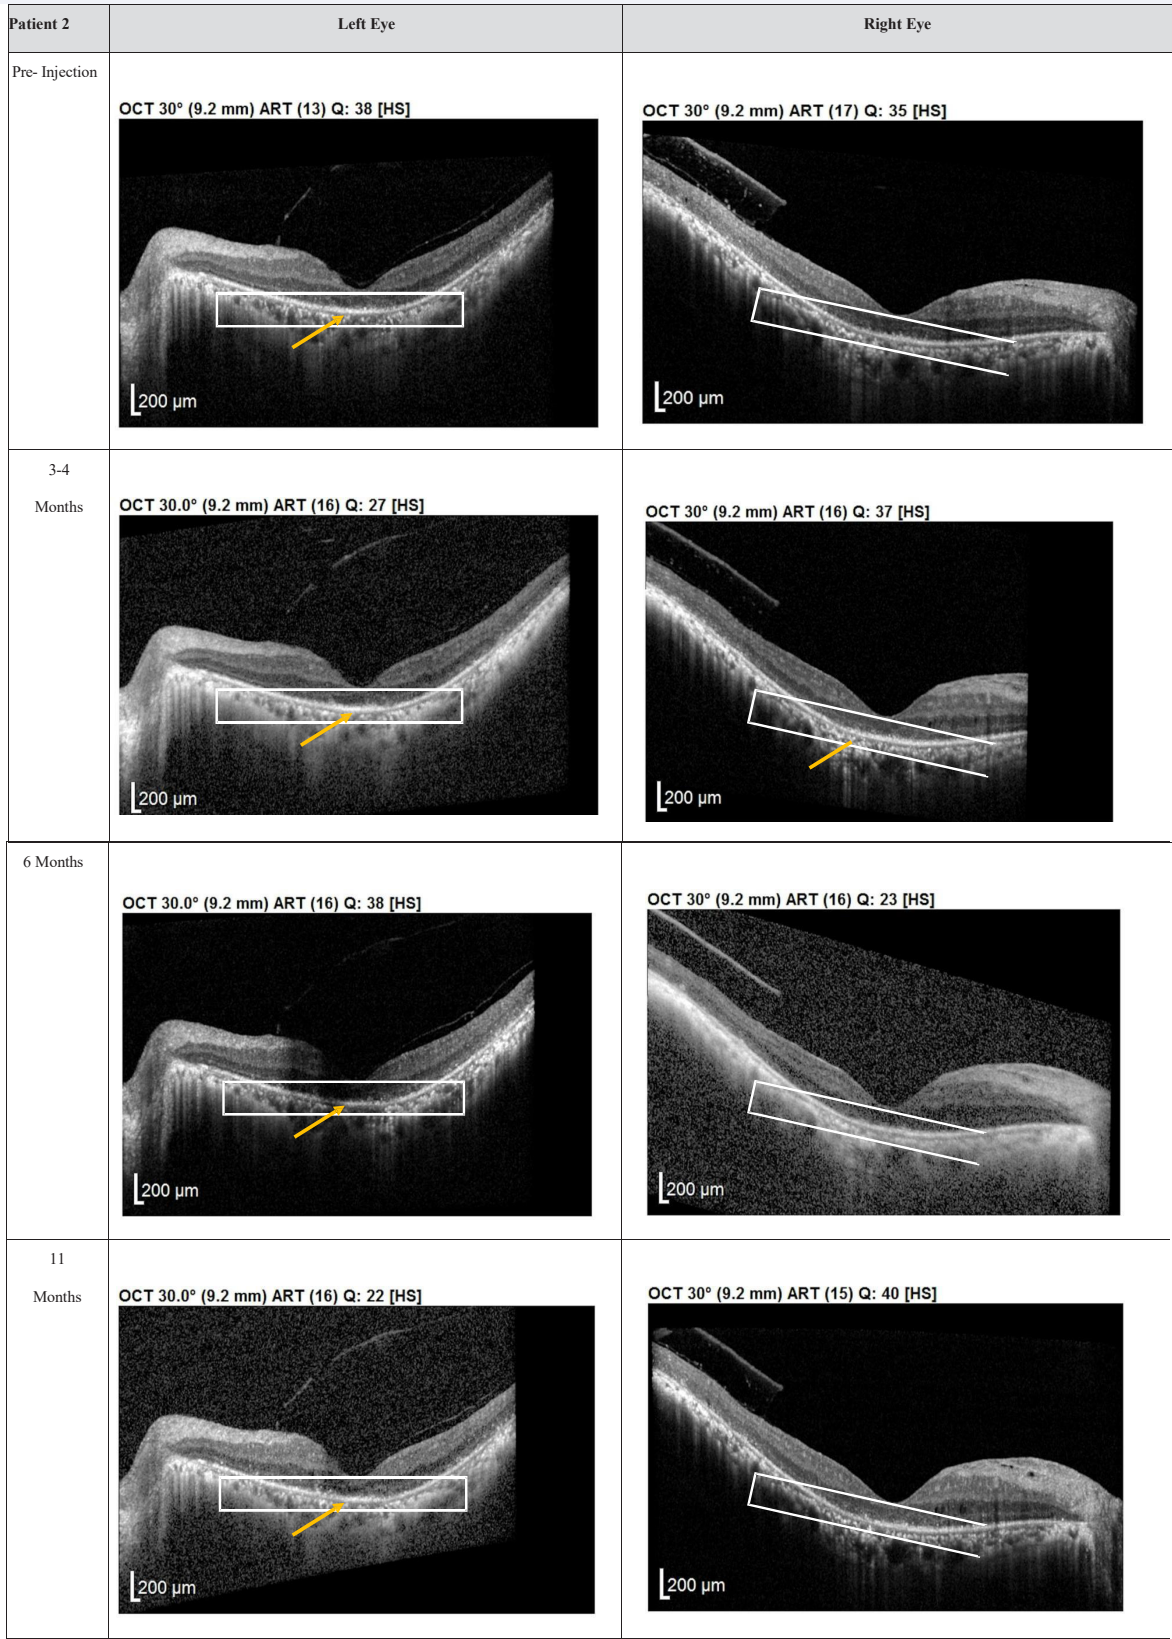 Patient 2 Left Eye Right Eye
Pre- Injection
OCT 30° (9.2 mm) ART (13) Q: 38 [HS]
OCT 30° (9.2 mm) ART (17) Q: 35 [HS]
200 µm
200 µm
3-4
Months
OCT 30.0° (9.2 mm) ART (16) Q: 27 [HS]
OCT 30° (9.2 mm) ART (16) Q: 37 [HS]
200 µm
200 µm
6 Months
OCT 30.0° (9.2 mm) ART (16) Q: 38 [HS]
OCT 30° (9.2 mm) ART (16) Q: 23 [HS]
200 µm
200 µm
11
Months
OCT 30.0° (9.2 mm) ART (16) Q: 22 [HS]
OCT 30° (9.2 mm) ART (15) Q: 40 [HS]
200 µm
200 µm